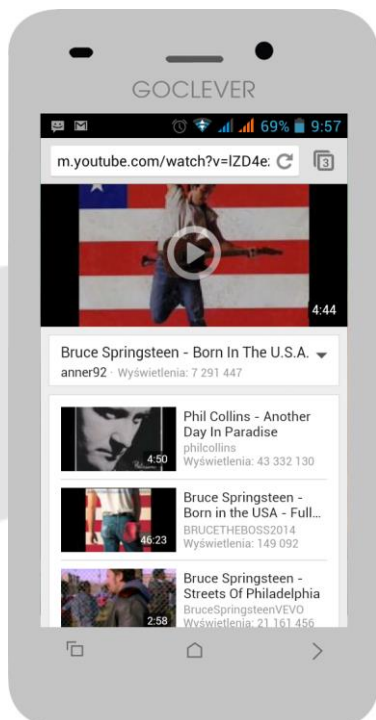 GOCLEVER
69% 9:57
m.youtube.com/watch?v=lZD4e
3
4:44
Bruce Springsteen - Born In The U.S.A.
anner92 · Wyświetlenia: 7 291 447
4:50
Phil Collins - Another
Day In Paradise
philcollins
Wyświetlenia: 43 332 130
46:23
Bruce Springsteen -
Born in the USA - Full...
BRUCETHEBOSS2014
Wyświetlenia: 149 092
2:58
Bruce Springsteen -
Streets Of Philadelphia
BruceSpringsteenVEVO
Wyświetlenia: 21 161 456